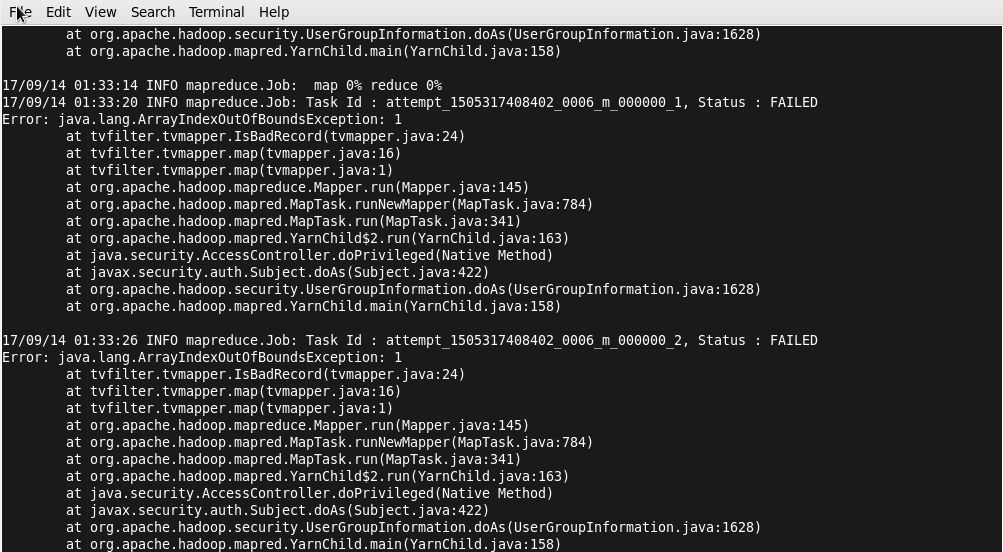 File Edit View Search Terminal Help
at org.apache.hadoop.security.UserGroupInformation.doAs(UserGroupInformation.java:1628)
at org.apache.hadoop.mapred.YarnChild.main(YarnChild.java:158)
17/09/14 01:33:14 INFO mapreduce.Job:  map 0% reduce 0%
17/09/14 01:33:20 INFO mapreduce.Job: Task Id : attempt_1505317408402_0006_m_000000_1, Status : FAILED
Error: java.lang.ArrayIndexOutOfBoundsException: 1
at tvfilter.tvmapper.IsBadRecord(tvmapper.java:24)
at tvfilter.tvmapper.map(tvmapper.java:16)
at tvfilter.tvmapper.map(tvmapper.java:1)
at org.apache.hadoop.mapreduce.Mapper.run(Mapper.java:145)
at org.apache.hadoop.mapred.MapTask.runNewMapper(MapTask.java:784)
at org.apache.hadoop.mapred.MapTask.run(MapTask.java:341)
at org.apache.hadoop.mapred.YarnChild$2.run(YarnChild.java:163)
at java.security.AccessController.doPrivileged(Native Method)
at javax.security.auth.Subject.doAs(Subject.java:422)
at org.apache.hadoop.security.UserGroupInformation.doAs(UserGroupInformation.java:1628)
at org.apache.hadoop.mapred.YarnChild.main(YarnChild.java:158)
17/09/14 01:33:26 INFO mapreduce.Job: Task Id : attempt_1505317408402_0006_m_000000_2, Status : FAILED
Error: java.lang.ArrayIndexOutOfBoundsException: 1
at tvfilter.tvmapper.IsBadRecord(tvmapper.java:24)
at tvfilter.tvmapper.map(tvmapper.java:16)
at tvfilter.tvmapper.map(tvmapper.java:1)
at org.apache.hadoop.mapreduce.Mapper.run(Mapper.java:145)
at org.apache.hadoop.mapred.MapTask.runNewMapper(MapTask.java:784)
at org.apache.hadoop.mapred.MapTask.run(MapTask.java:341)
at org.apache.hadoop.mapred.YarnChild$2.run(YarnChild.java:163)
at java.security.AccessController.doPrivileged(Native Method)
at javax.security.auth.Subject.doAs(Subject.java:422)
at org.apache.hadoop.security.UserGroupInformation.doAs(UserGroupInformation.java:1628)
at org.apache.hadoop.mapred.YarnChild.main(YarnChild.java:158)